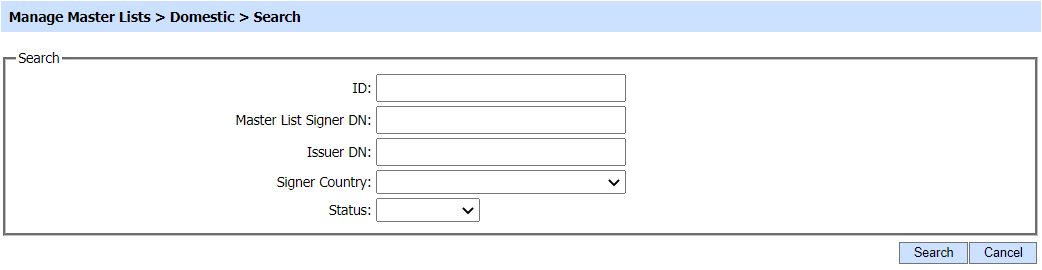 Manage Master Lists > Domestic > Search
Search
ID:
Master List Signer DN:
Issuer DN:
Signer Country:
Status:
Search Cancel